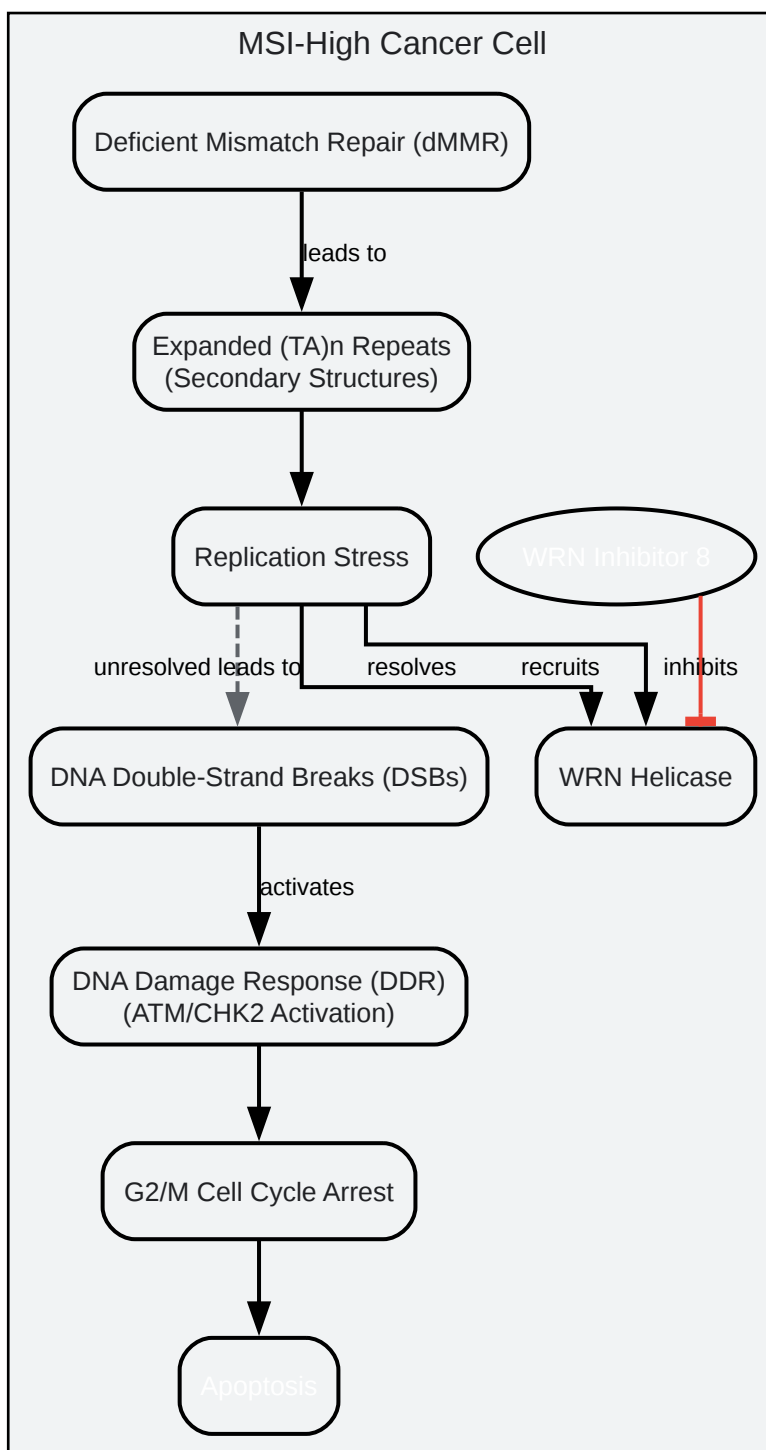 MSI-High Cancer Cell
Deficient Mismatch Repair (dMMR)
leads to
Expanded (TA)n Repeats
(Secondary Structures)
Replication Stress
WRN Inhibitor 8
unresolved leads to
resolves
recruits
inhibits
DNA Double-Strand Breaks (DSBs)
WRN Helicase
activates
DNA Damage Response (DDR)
(ATM/CHK2 Activation)
G2/M Cell Cycle Arrest
Apoptosis